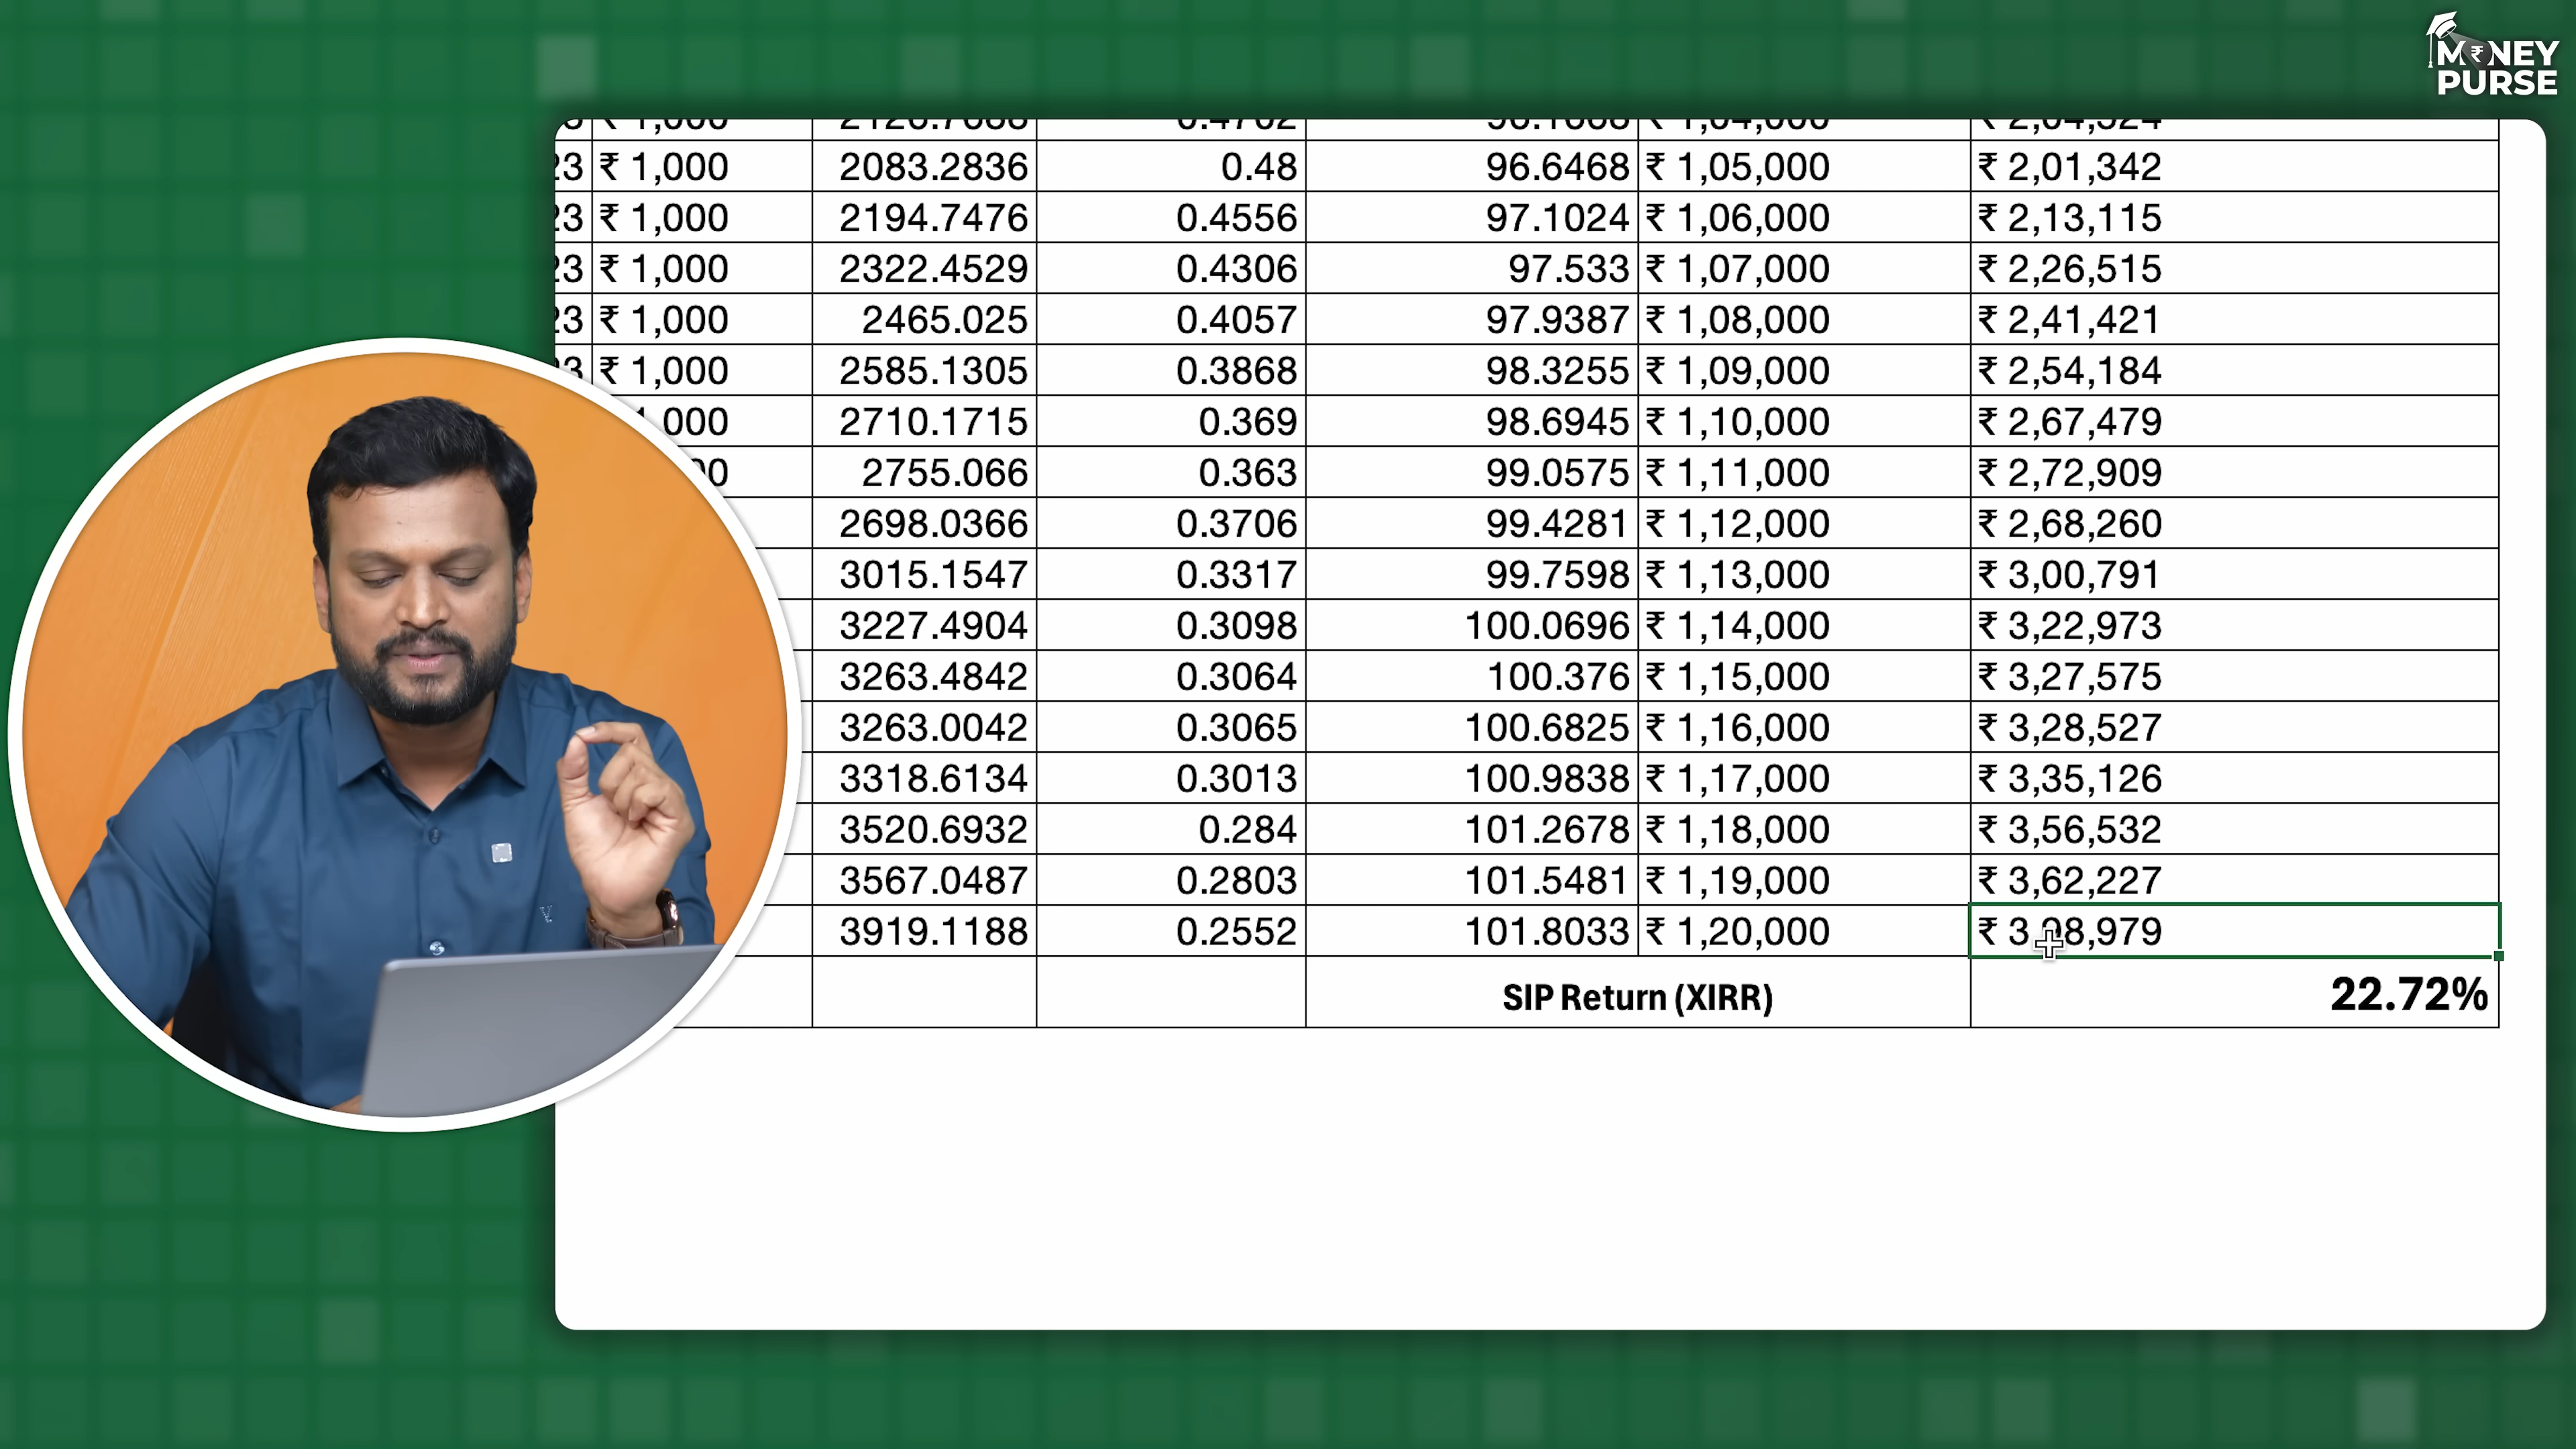 M₹NEY
PURSE
23 ₹ 1,000 2083.2836 0.48 96.6468 ₹ 1,05,000 ₹ 2,01,342
23 ₹ 1,000 2194.7476 0.4556 97.1024 ₹ 1,06,000 ₹ 2,13,115
23 ₹ 1,000 2322.4529 0.4306 97.533 ₹ 1,07,000 ₹ 2,26,515
23 ₹ 1,000 2465.025 0.4057 97.9387 ₹ 1,08,000 ₹ 2,41,421
3 ₹ 1,000 2585.1305 0.3868 98.3255 ₹ 1,09,000 ₹ 2,54,184
,000 2710.1715 0.369 98.6945 ₹ 1,10,000 ₹ 2,67,479
0 2755.066 0.363 99.0575 ₹ 1,11,000 ₹ 2,72,909
2698.0366 0.3706 99.4281 ₹ 1,12,000 ₹ 2,68,260
3015.1547 0.3317 99.7598 ₹ 1,13,000 ₹ 3,00,791
3227.4904 0.3098 100.0696 ₹ 1,14,000 ₹ 3,22,973
3263.4842 0.3064 100.376 ₹ 1,15,000 ₹ 3,27,575
3263.0042 0.3065 100.6825 ₹ 1,16,000 ₹ 3,28,527
3318.6134 0.3013 100.9838 ₹ 1,17,000 ₹ 3,35,126
3520.6932 0.284 101.2678 ₹ 1,18,000 ₹ 3,56,532
3567.0487 0.2803 101.5481 ₹ 1,19,000 ₹ 3,62,227
3919.1188 0.2552 101.8033 ₹ 1,20,000 ₹ 3,98,979
SIP Return (XIRR) 22.72%